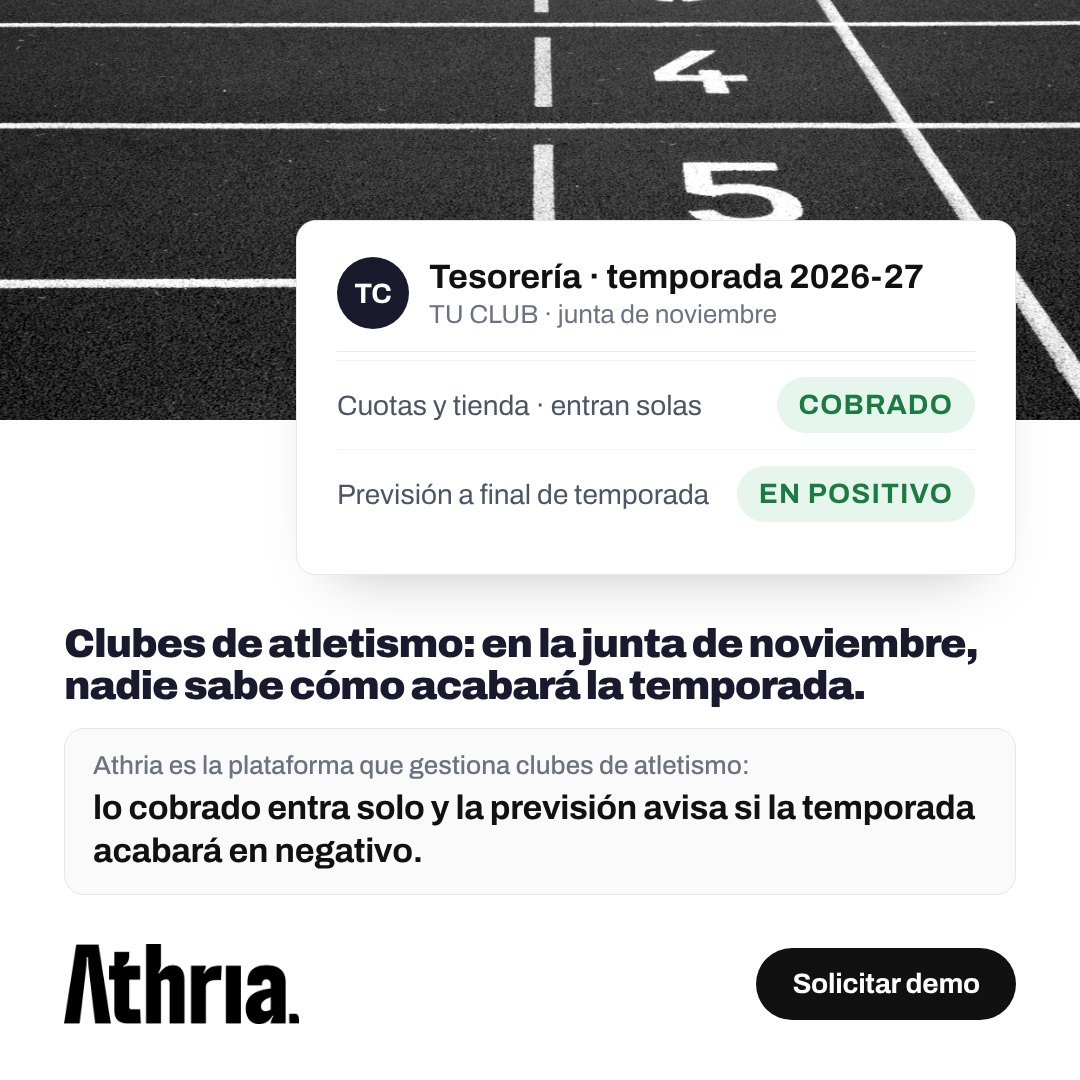 4
5
TC
Tesorería · temporada 2026-27
TU CLUB · junta de noviembre
Cuotas y tienda · entran solas
COBRADO
Previsión a final de temporada
EN POSITIVO
Clubes de atletismo: en la junta de noviembre,
nadie sabe cómo acabará la temporada.
Athria es la plataforma que gestiona clubes de atletismo:
lo cobrado entra solo y la previsión avisa si la temporada
acabará en negativo.
Athria.
Solicitar demo